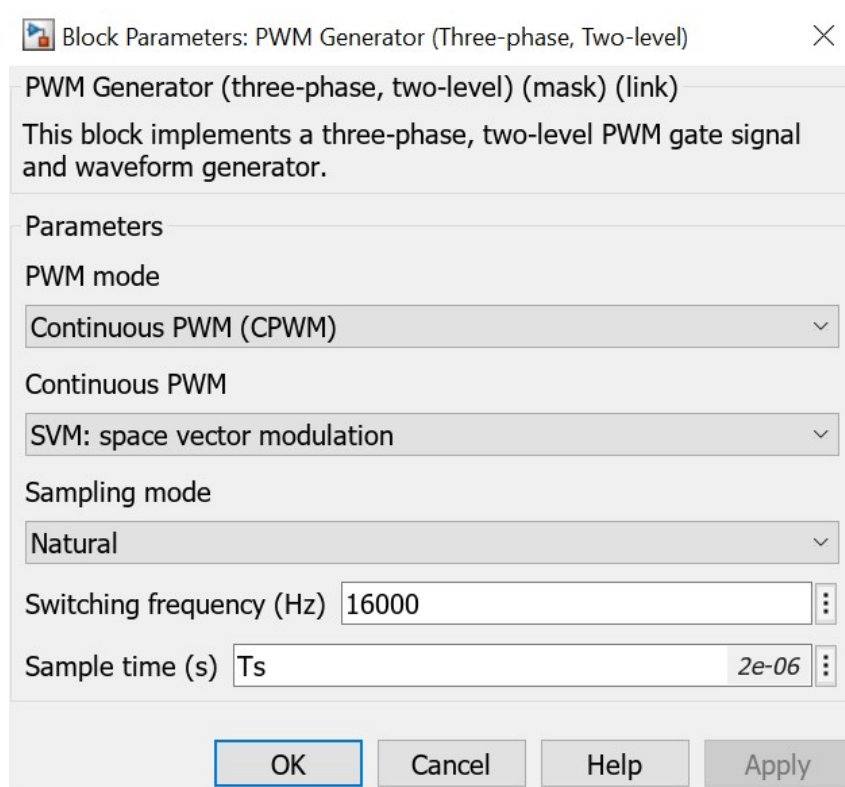 Block Parameters: PWM Generator (Three-phase, Two-level)
PWM Generator (three-phase, two-level) (mask) (link)
This block implements a three-phase, two-level PWM gate signal
and waveform generator.
Parameters
PWM mode
Continuous PWM (CPWM)
Continuous PWM
SVM: space vector modulation
Sampling mode
Natural
Switching frequency (Hz) 16000
Sample time (s) Ts 2e-06
OK Cancel Help Apply